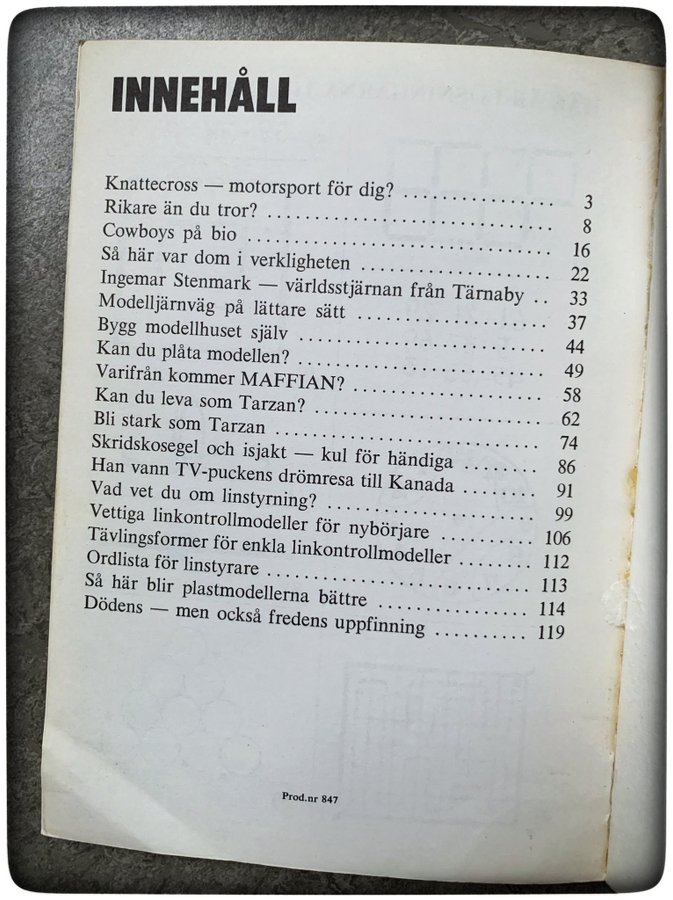 INNEHÅLL
Knattecross — motorsport för dig? .................. 3
Rikare än du tror? .................................... 8
Cowboys på bio ...................................... 16
Så här var dom i verkligheten ...................... 22
Ingemar Stenmark — världsstjärnan från Tärnaby .. 33
Modelljärnväg på lättare sätt ........................ 37
Bygg modellhuset själv .............................. 44
Kan du plåta modellen? .............................. 49
Varifrån kommer MAFFIAN? ........................ 58
Kan du leva som Tarzan? ............................ 62
Bli stark som Tarzan ................................ 74
Skridskosegel och isjakt — kul för händiga ........ 86
Han vann TV-puckens drömresa till Kanada ........ 91
Vad vet du om linstyrning? .......................... 99
Vettiga linkontrollmodeller för nybörjare .......... 106
Tävlingsformer för enkla linkontrollmodeller ........ 112
Ordlista för linstyrare .............................. 113
Så här blir plastmodellerna bättre .................. 114
Dödens — men också fredens uppfinning .......... 119
Prod.nr 847